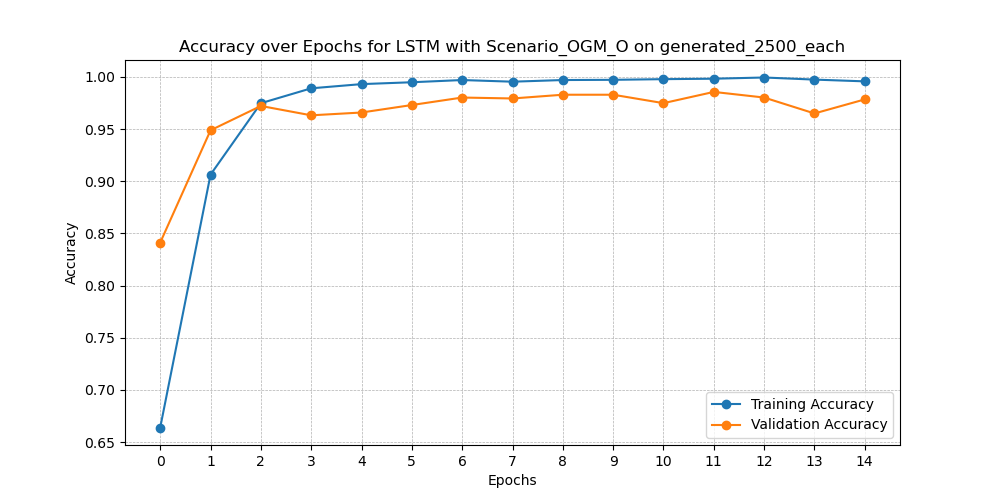 Accuracy over Epochs for LSTM with Scenario_OGM_O on generated_2500_each
1.00
0.95
0.90
0.85
0.80
0.75
0.70
0.65
Accuracy
0 1 2 3 4 5 6 7 8 9 10 11 12 13 14
Epochs
Training Accuracy
Validation Accuracy